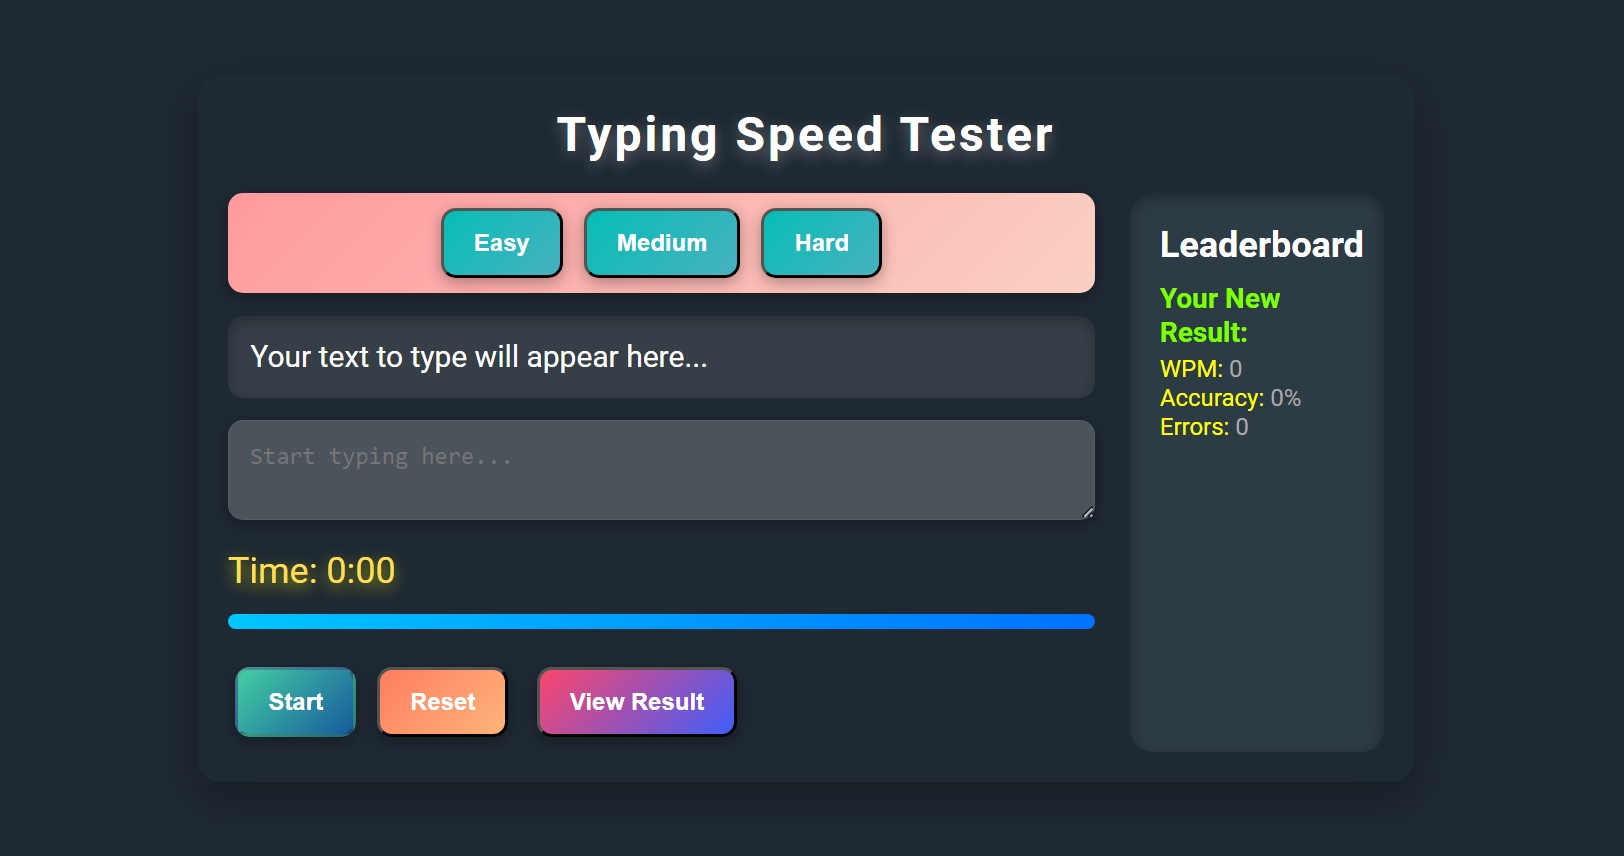 Typing Speed Tester
Easy
Medium
Hard
Your text to type will appear here...
Start typing here...
Time: 0:00
Start
Reset
View Result
Leaderboard
Your New
Result:
WPM: 0
Accuracy: 0%
Errors: 0